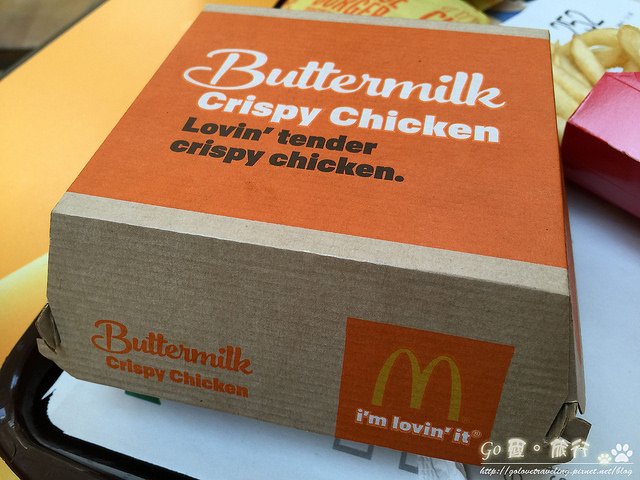 Buttermilk
Crispy Chicken
Lovin' tender
crispy chicken.
Buttermilk
Crispy Chicken
i'm lovin' it®
Go 靈。旅行
http://golovetraveling.pixnet.net/blog